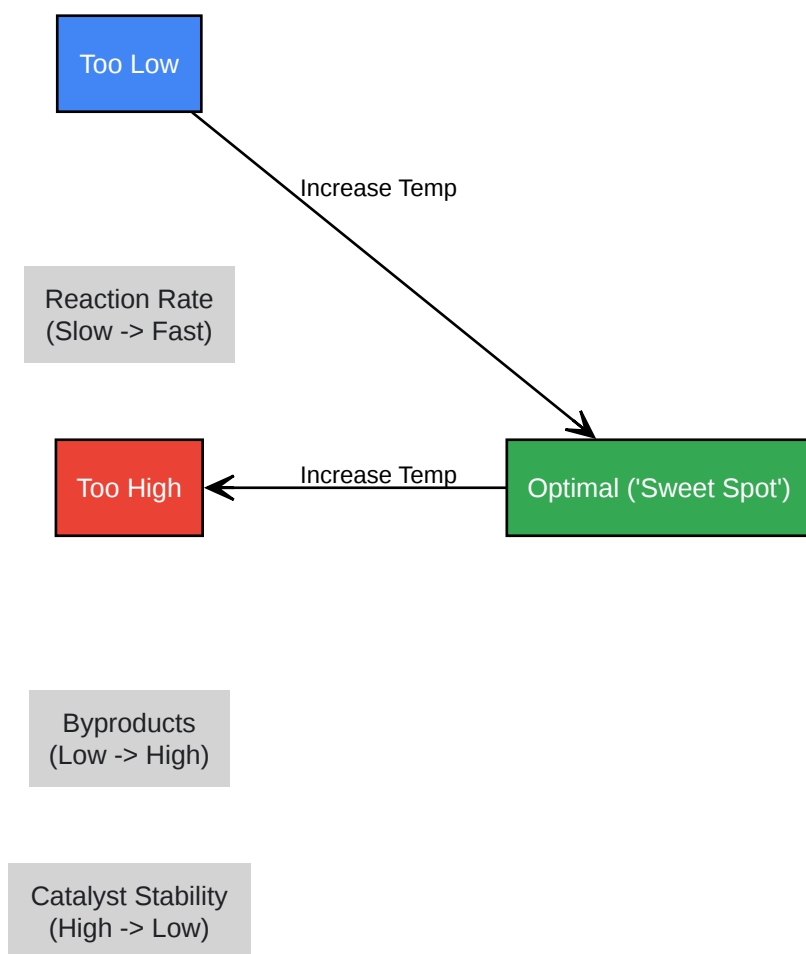 Too Low
Increase Temp
Reaction Rate
(Slow -> Fast)
Too High
Increase Temp
Optimal ('Sweet Spot')
Byproducts
(Low -> High)
Catalyst Stability
(High -> Low)